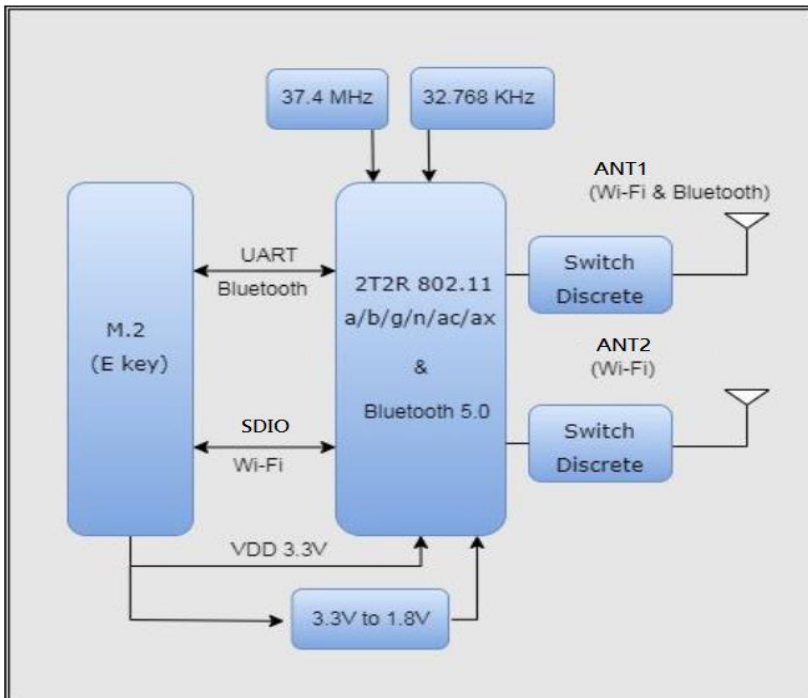 37.4 MHz
32.768 KHz
ANT1
(Wi-Fi & Bluetooth)
UART
Bluetooth
M.2
(E key)
2T2R 802.11
a/b/g/n/ac/ax
&
Bluetooth 5.0
Switch
Discrete
ANT2
(Wi-Fi)
SDIO
Wi-Fi
Switch
Discrete
VDD 3.3V
3.3V to 1.8V